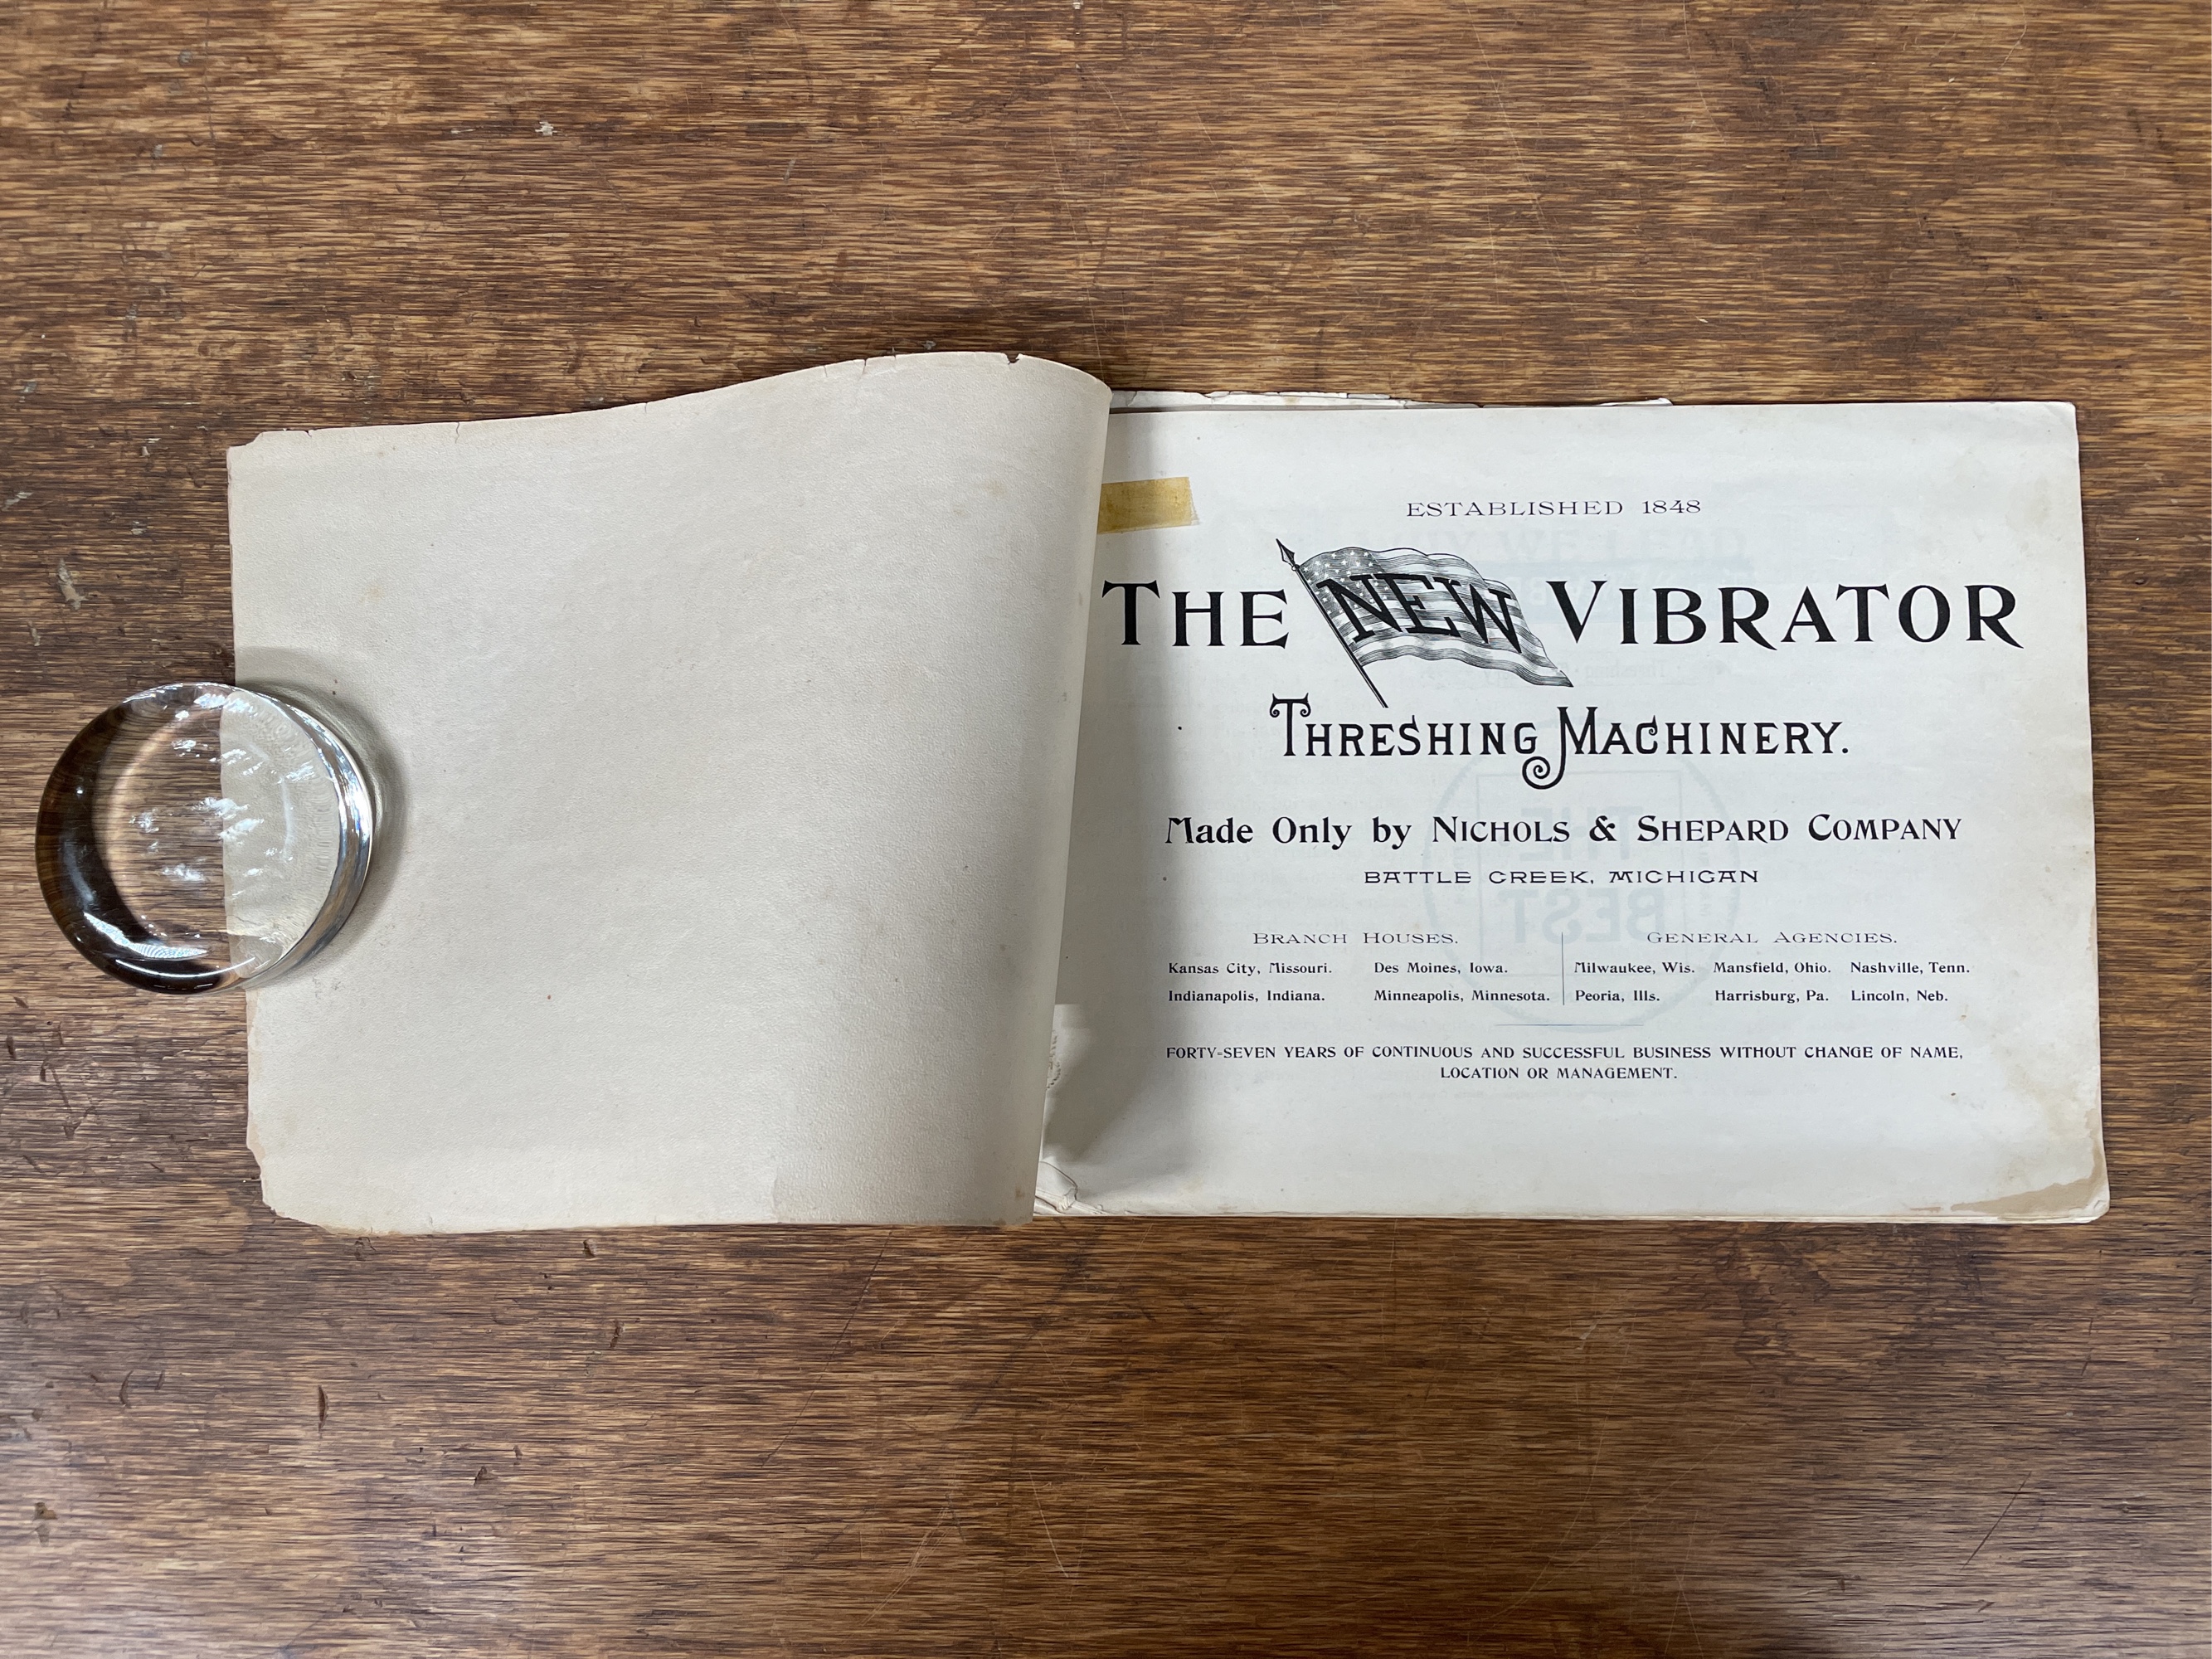 ESTABLISHED 1848
THE NEW VIBRATOR
THRESHING MACHINERY.
Made Only by NICHOLS & SHEPARD COMPANY
BATTLE CREEK, MICHIGAN
BRANCH HOUSES.
Kansas City, Missouri. Des Moines, Iowa.
Indianapolis, Indiana. Minneapolis, Minnesota.
GENERAL AGENCIES.
Milwaukee, Wis. Mansfield, Ohio. Nashville, Tenn.
Peoria, Ills. Harrisburg, Pa. Lincoln, Neb.
FORTY-SEVEN YEARS OF CONTINUOUS AND SUCCESSFUL BUSINESS WITHOUT CHANGE OF NAME,
LOCATION OR MANAGEMENT.
THE
BEST